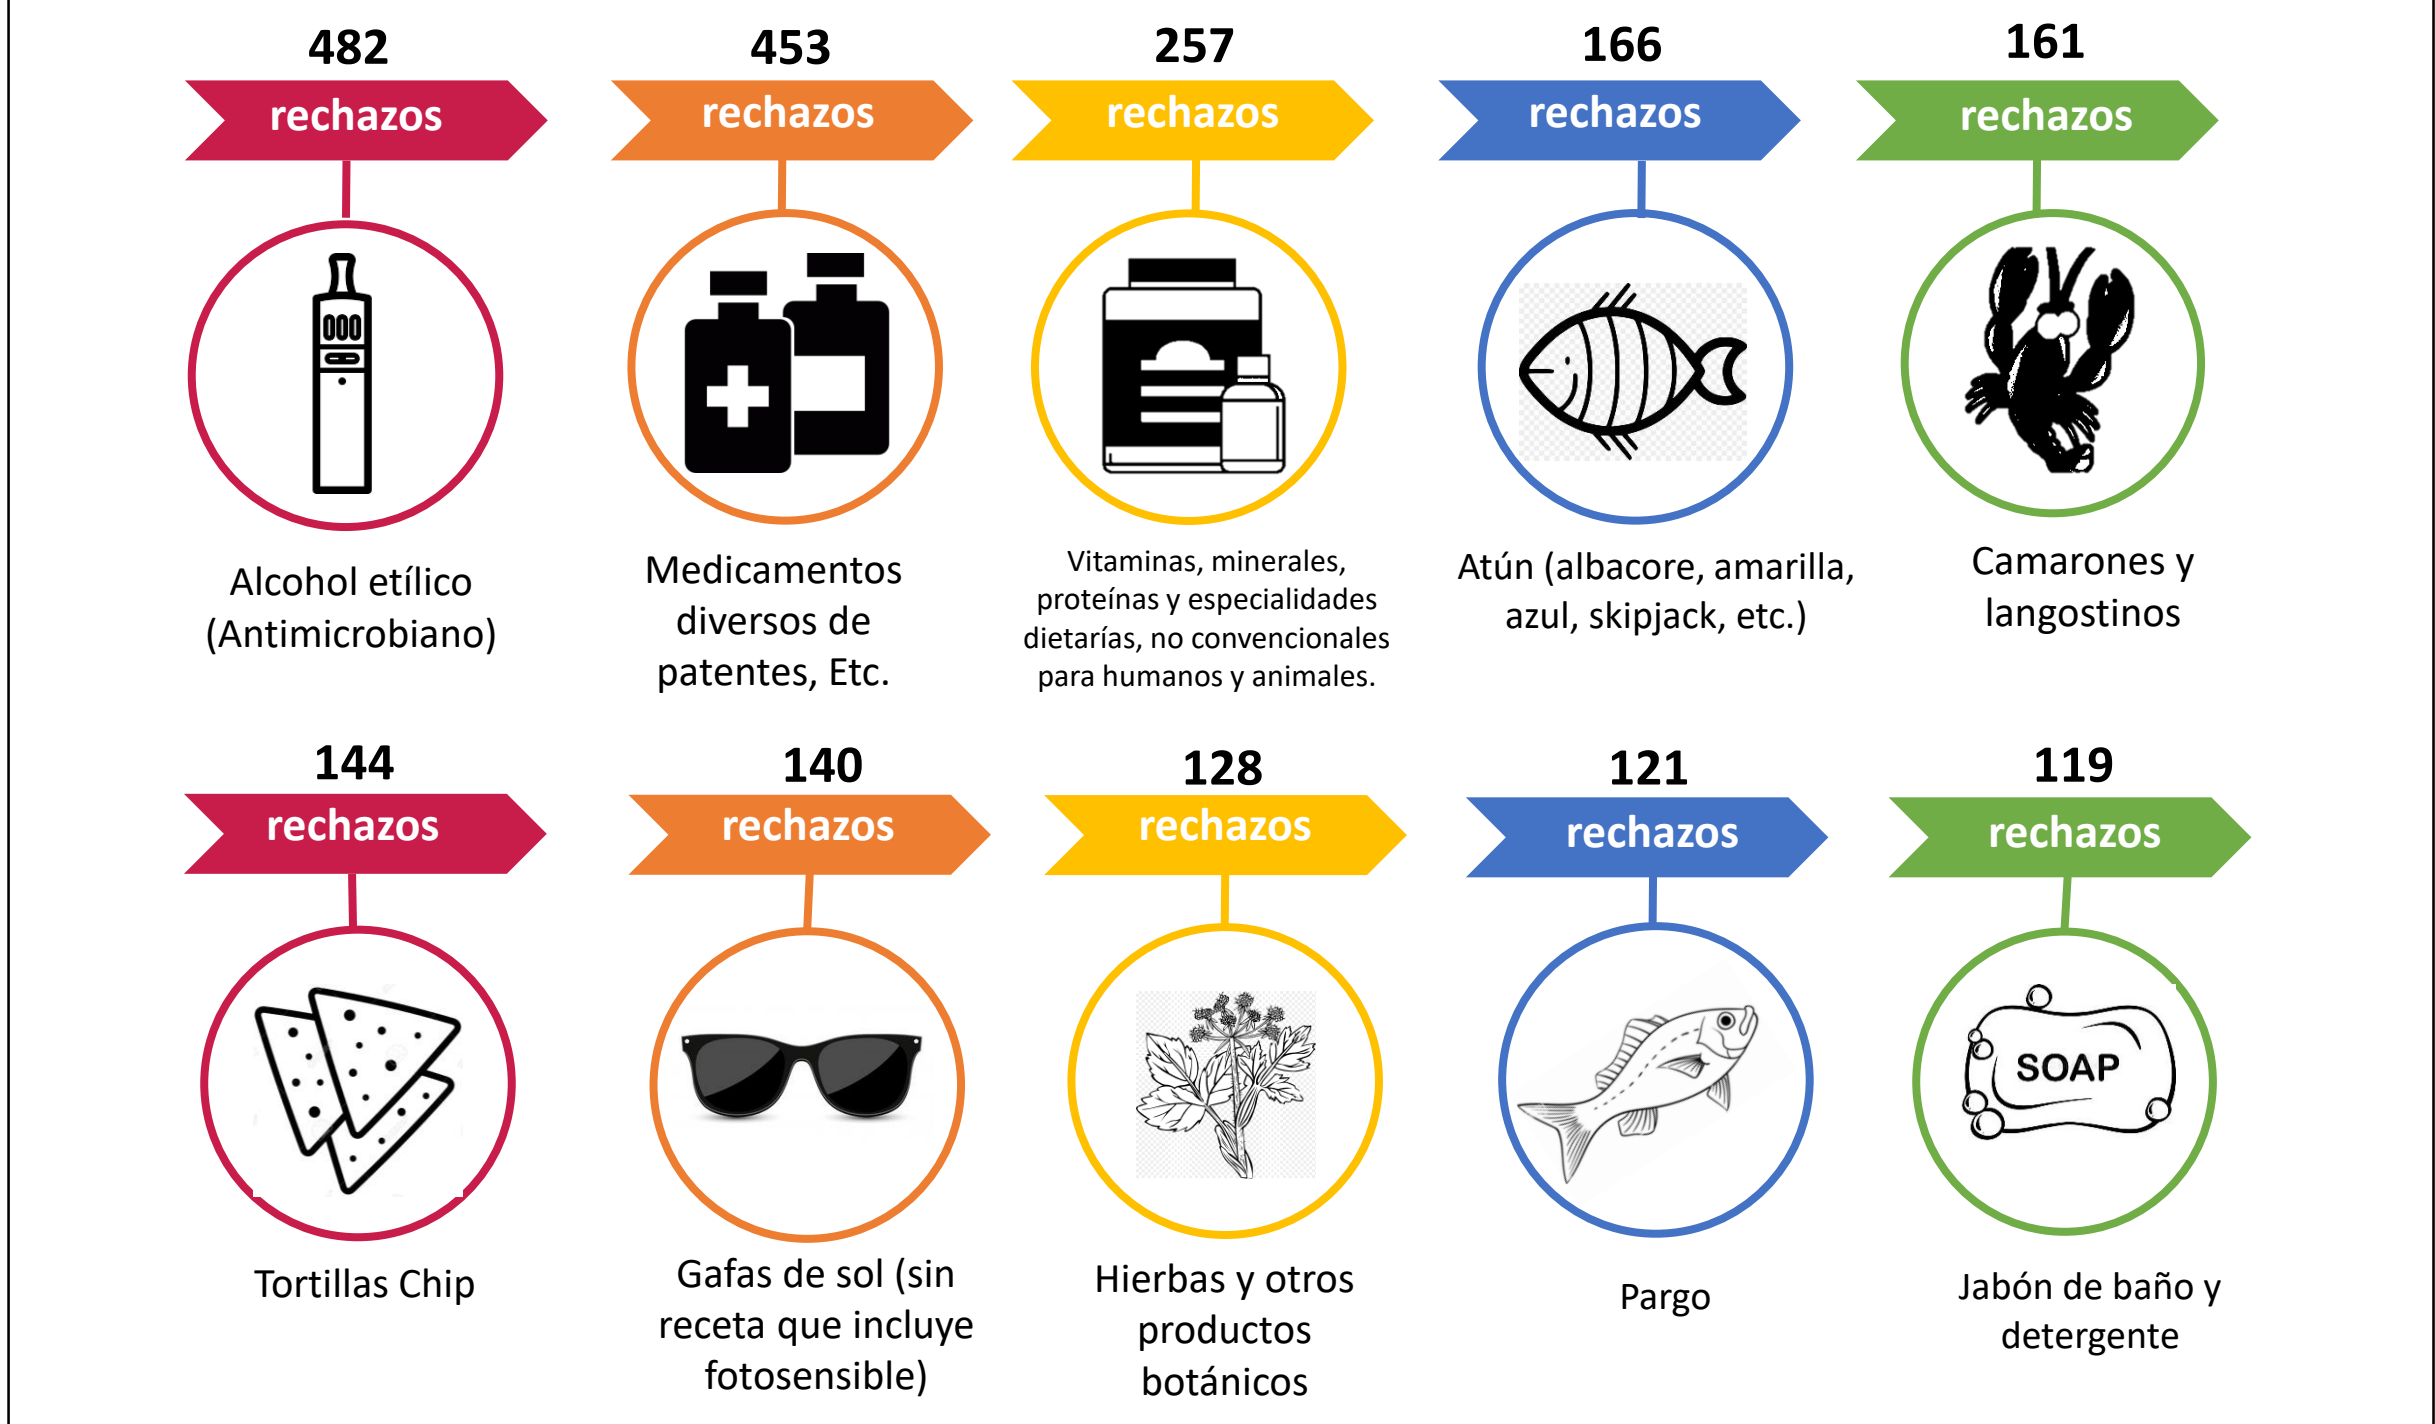 482
rechazos
Alcohol etílico
(Antimicrobiano)
453
rechazos
Medicamentos
diversos de
patentes, Etc.
257
rechazos
Vitaminas, minerales,
proteínas y especialidades
dietarías, no convencionales
para humanos y animales.
166
rechazos
Atún (albacore, amarilla,
azul, skipjack, etc.)
161
rechazos
Camarones y
langostinos
144
rechazos
Tortillas Chip
140
rechazos
Gafas de sol (sin
receta que incluye
fotosensible)
128
rechazos
Hierbas y otros
productos
botánicos
121
rechazos
Pargo
119
rechazos
SOAP
Jabón de baño y
detergente